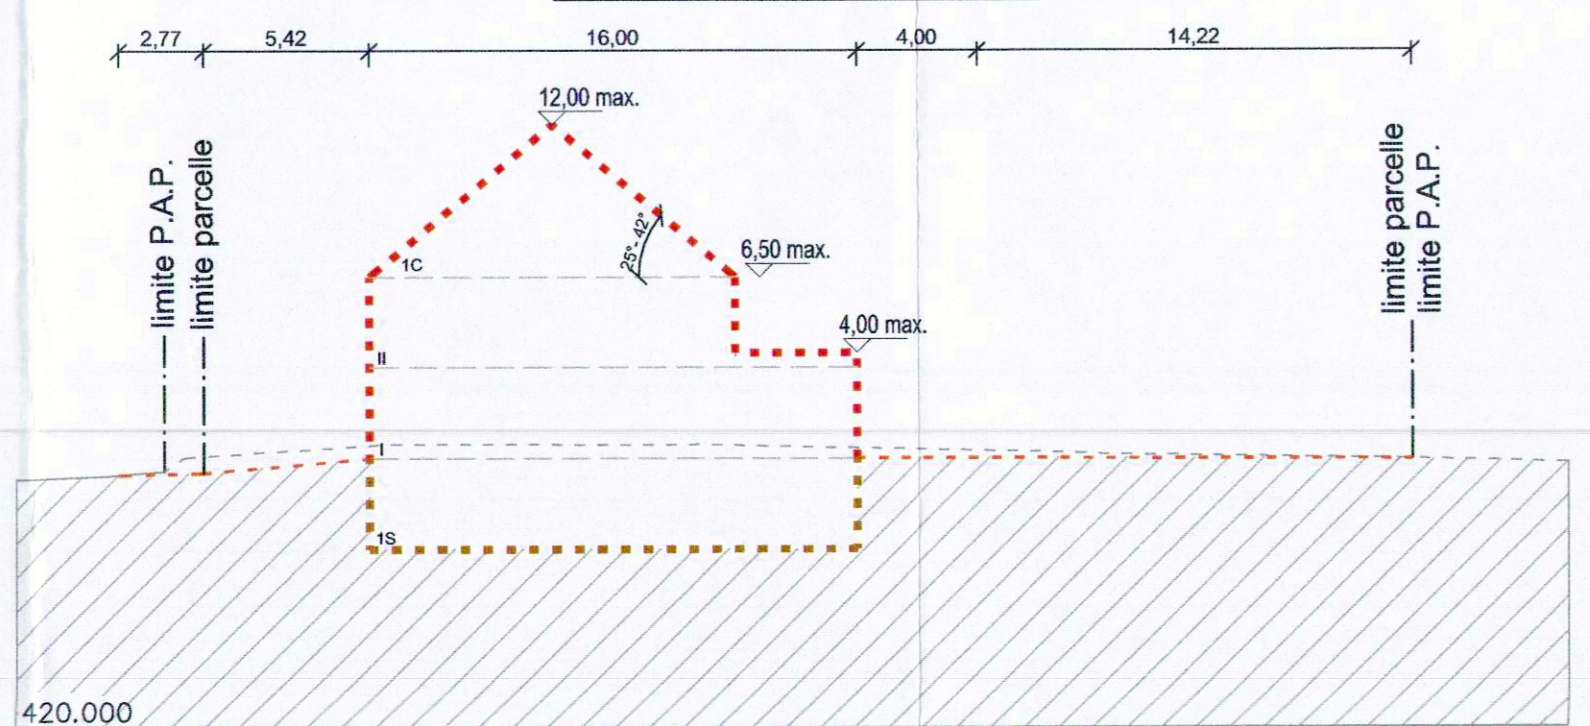 2,77 5,42 16,00 4,00 14,22
12,00 max.
limite P.A.P.
limite parcelle
limite parcelle
limite P.A.P.
25°- 42°
6,50 max.
1C
4,00 max.
II
I
1S
420.000